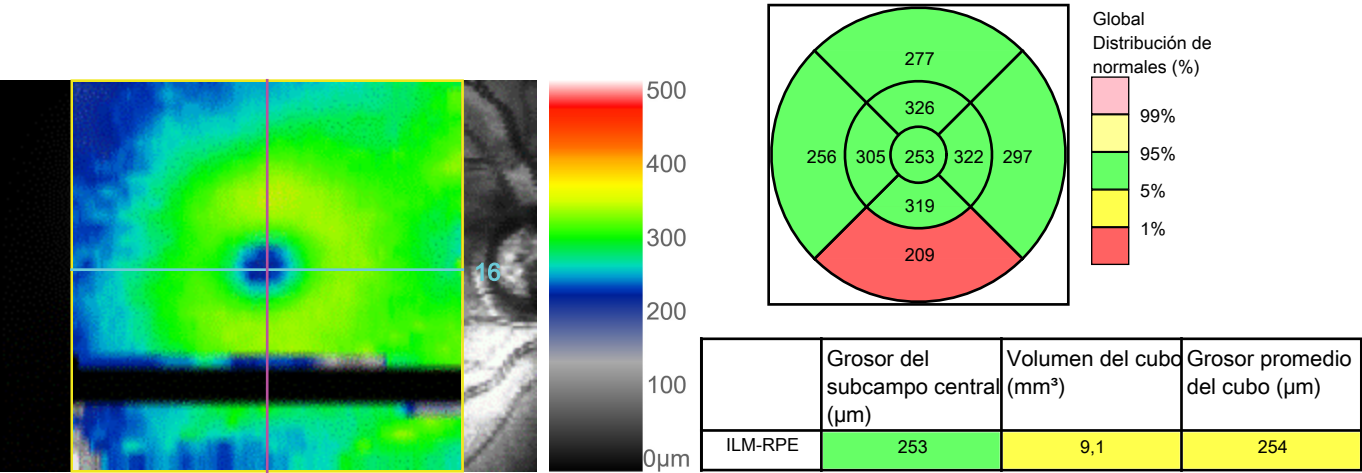 500
400
300
200
100
0µm
16
277
326
256
305
253
322
297
319
209
Global
Distribución de
normales (%)
99%
95%
5%
1%
Grosor del
subcampo central
(µm)
Volumen del cubo
(mm³)
Grosor promedio
del cubo (µm)
ILM-RPE
253
9,1
254